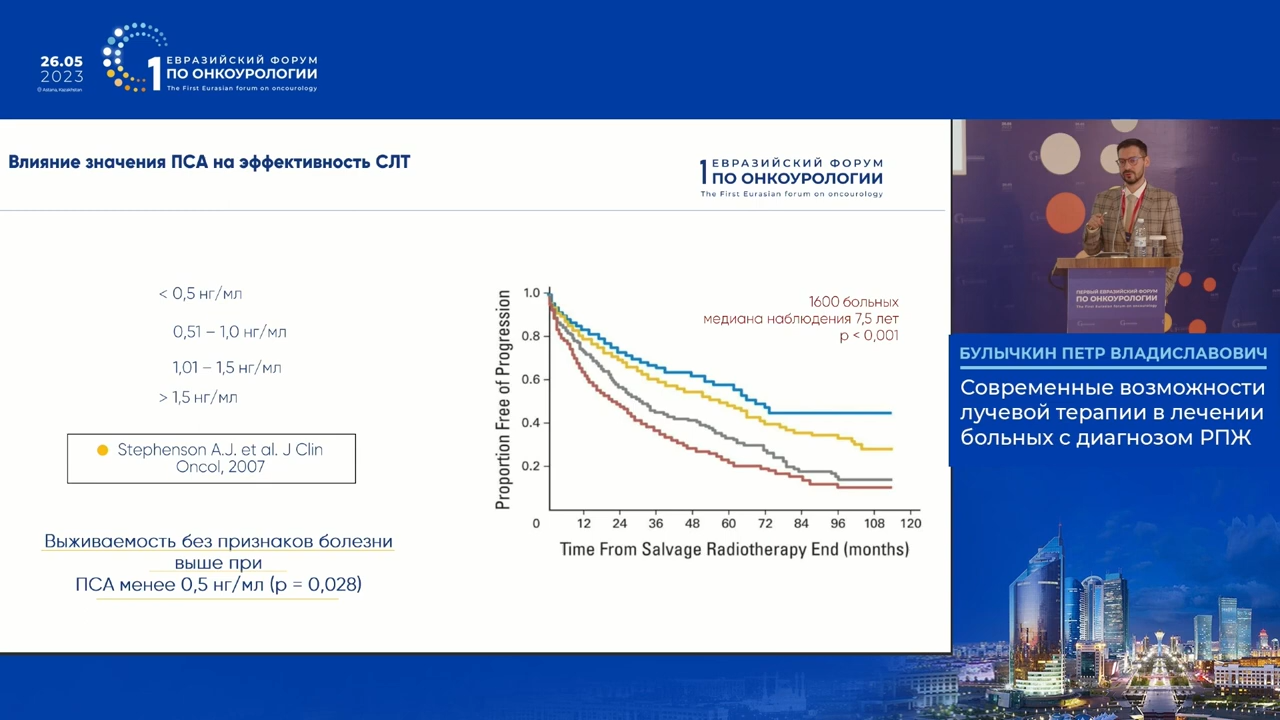 26.05
2023
Astana, Kazakhstan
1 ЕВРАЗИЙСКИЙ ФОРУМ
ПО ОНКОУРОЛОГИИ
The First Eurasian forum on oncourology
Влияние значения ПСА на эффективность СЛТ
1 ЕВРАЗИЙСКИЙ ФОРУМ
ПО ОНКОУРОЛОГИИ
The First Eurasian forum on oncourology
< 0,5 нг/мл
0,51 – 1,0 нг/мл
1,01 – 1,5 нг/мл
> 1,5 нг/мл
Stephenson A.J. et al. J Clin
Oncol, 2007
Выживаемость без признаков болезни
выше при
ПСА менее 0,5 нг/мл (p = 0,028)
1600 больных
медиана наблюдения 7,5 лет
p < 0,001
Proportion Free of Progression
1.0
0.8
0.6
0.4
0.2
0 12 24 36 48 60 72 84 96 108 120
Time From Salvage Radiotherapy End (months)
ПЕРВЫЙ ЕВРАЗИЙСКИЙ ФОРУМ
ПО ОНКОУРОЛОГИИ
The First Eurasian forum on oncourology
БУЛЫЧКИН ПЕТР ВЛАДИСЛАВОВИЧ
Современные возможности
лучевой терапии в лечении
больных с диагнозом РПЖ